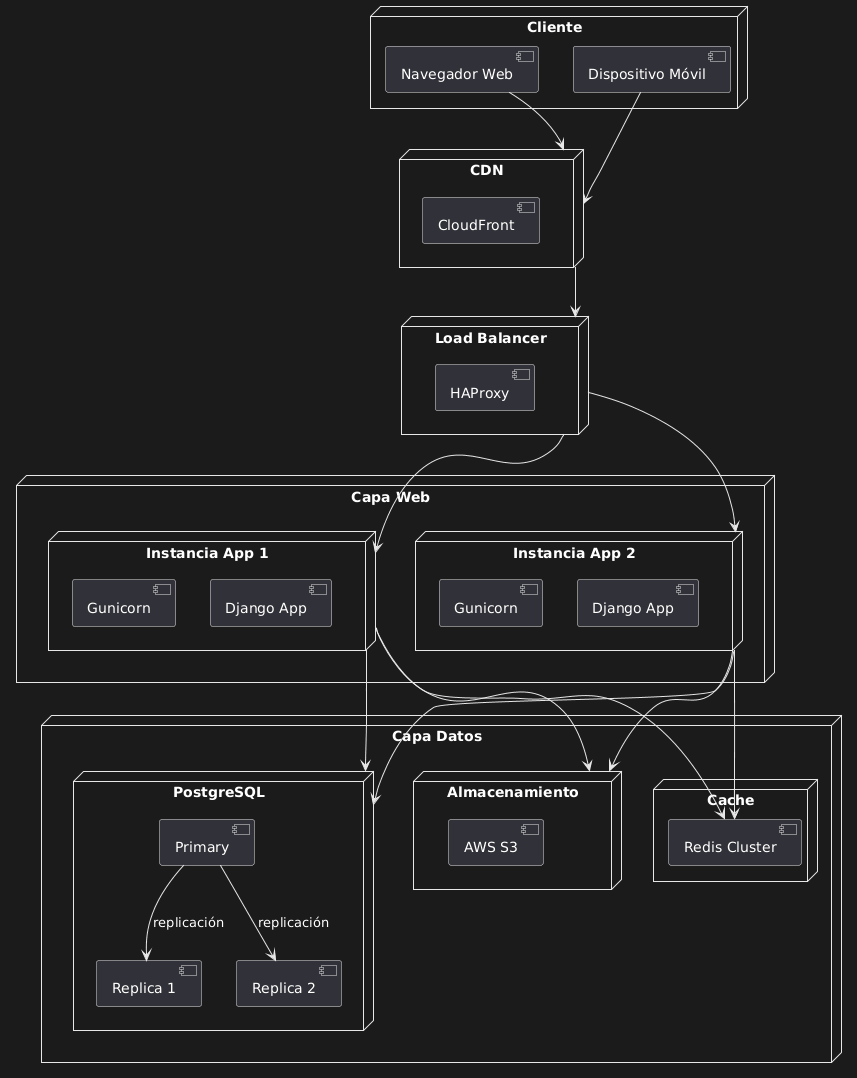 Cliente
Navegador Web
Dispositivo Móvil
CDN
CloudFront
Load Balancer
HAProxy
Capa Web
Instancia App 1
Instancia App 2
Gunicorn
Django App
Gunicorn
Django App
Capa Datos
PostgreSQL
Almacenamiento
Cache
Primary
AWS S3
Redis Cluster
replicación
replicación
Replica 1
Replica 2